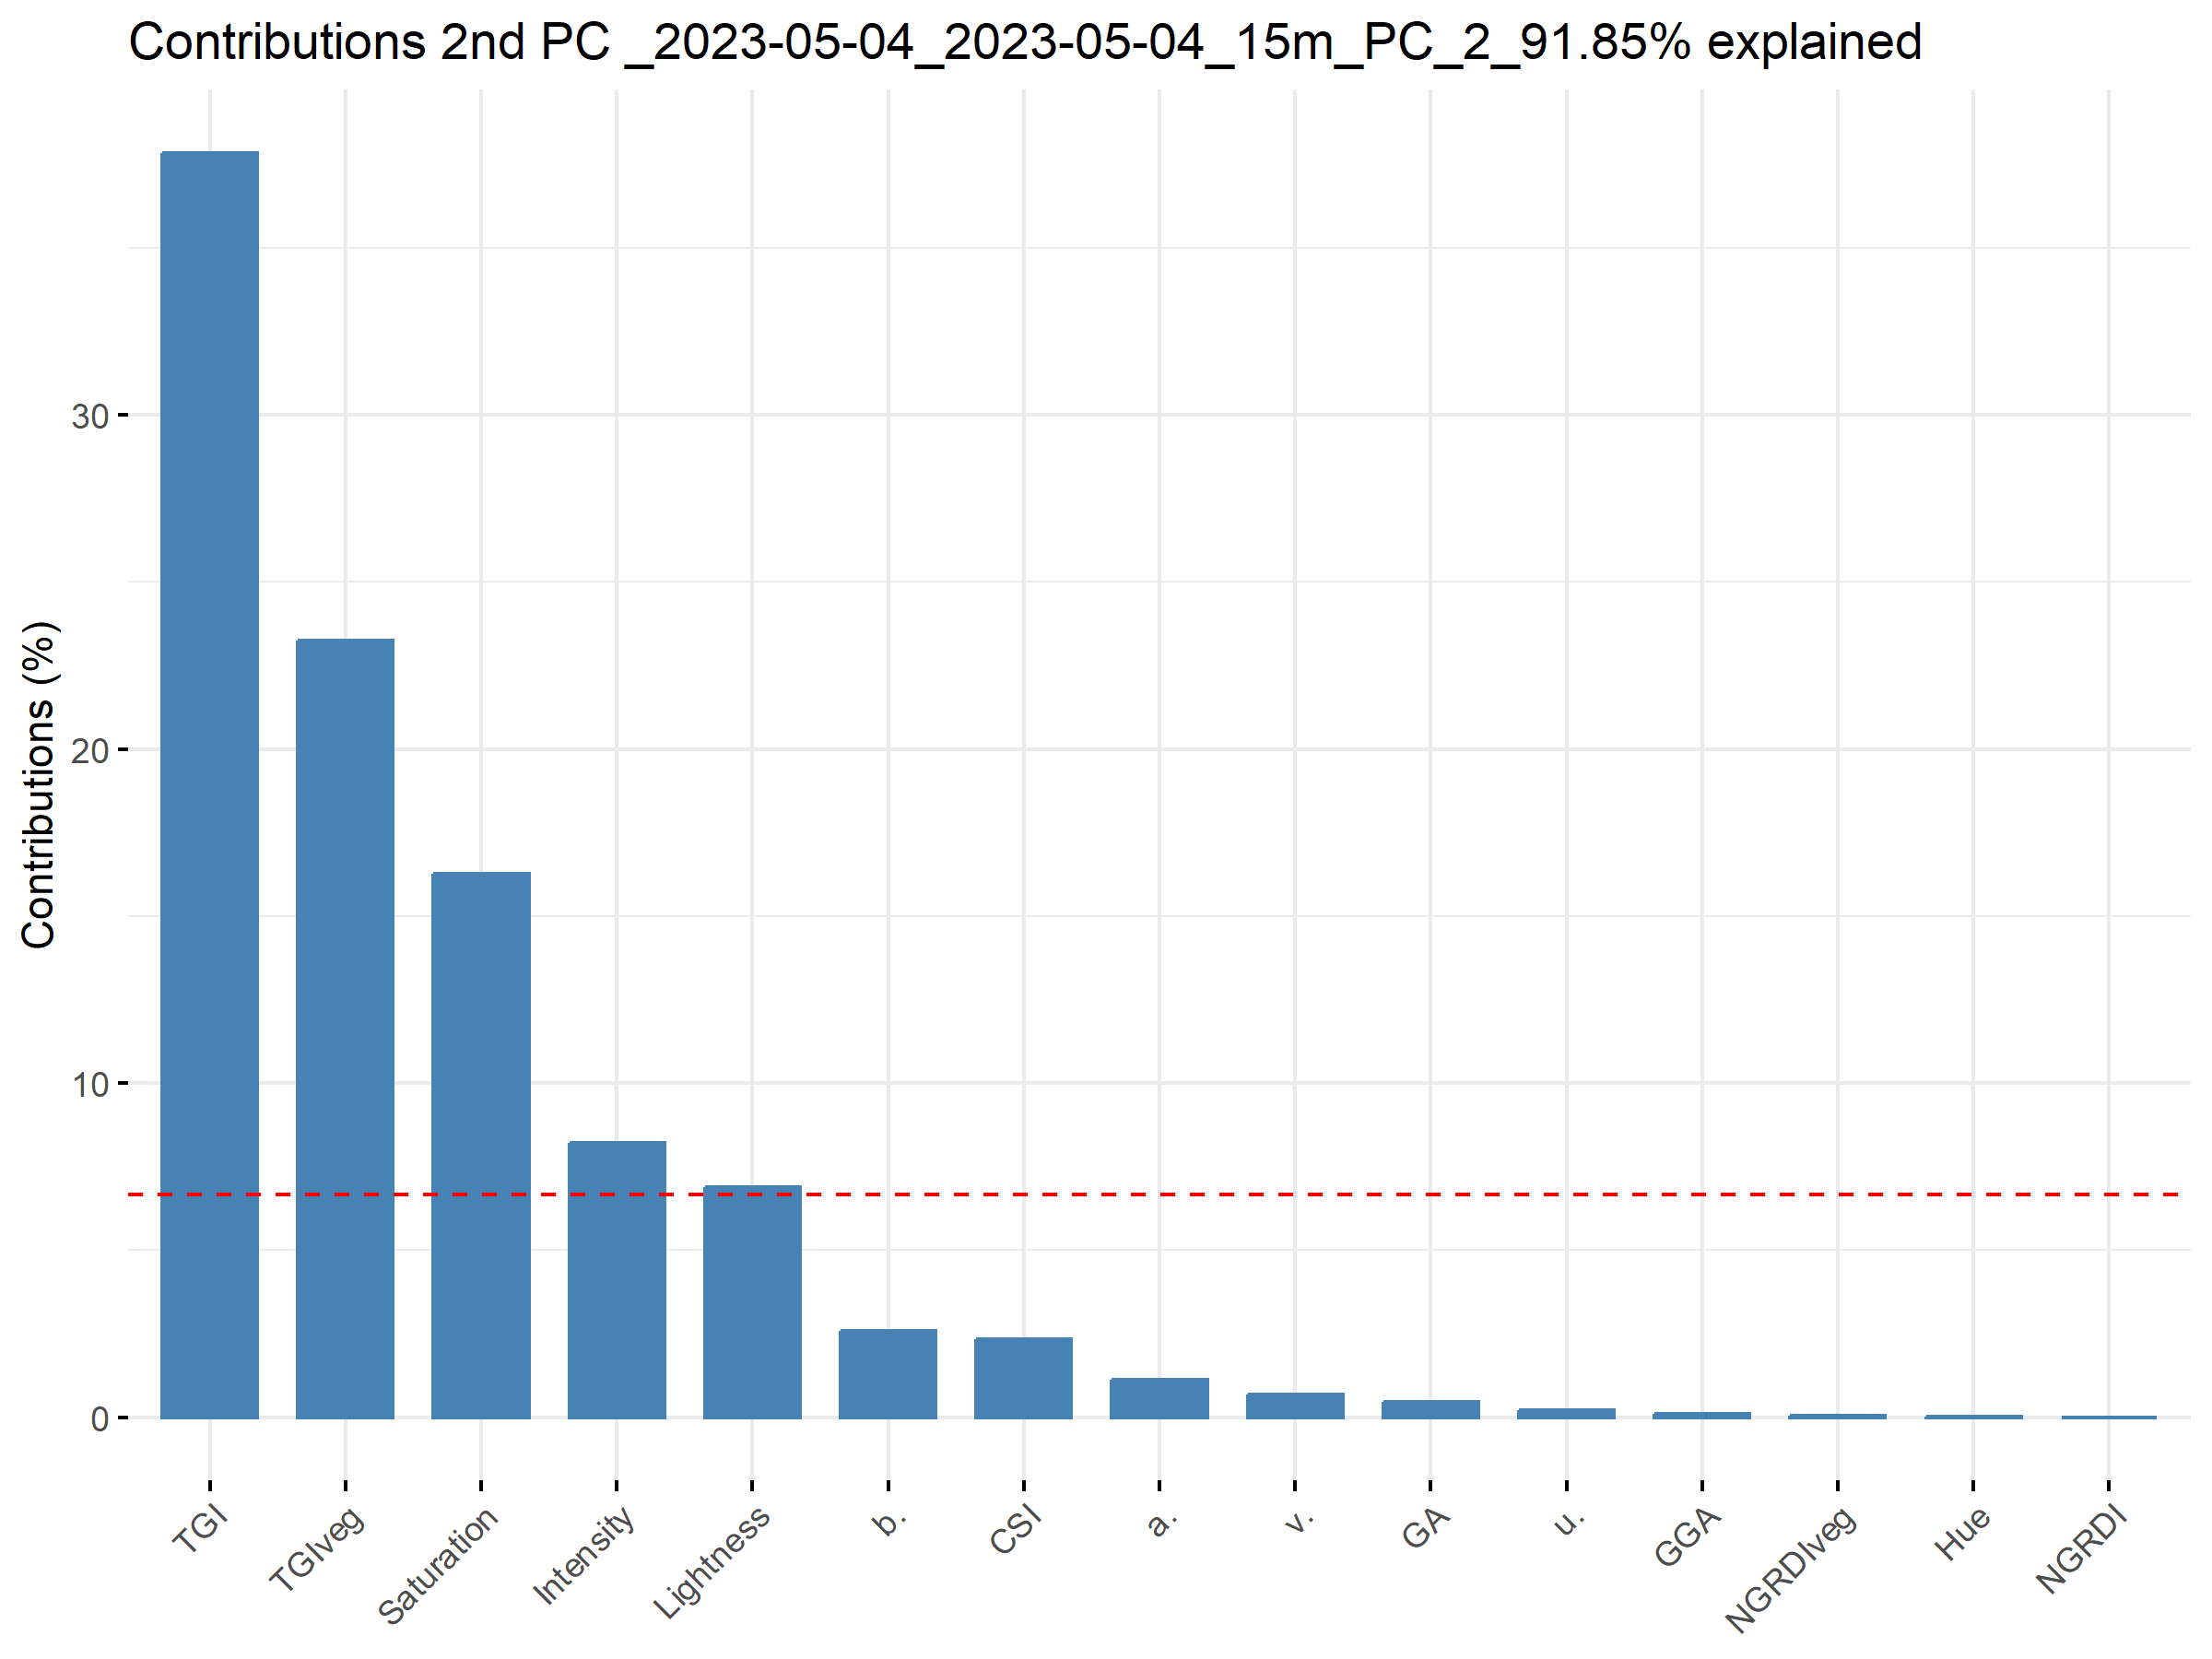 Contributions 2nd PC _2023-05-04_2023-05-04_15m_PC_2_91.85% explained
Contributions (%)
30
20
10
0
TGI
TGIveg
Saturation
Intensity
Lightness
b.
CSI
a.
v.
GA
u.
GGA
NGRDIveg
Hue
NGRDI